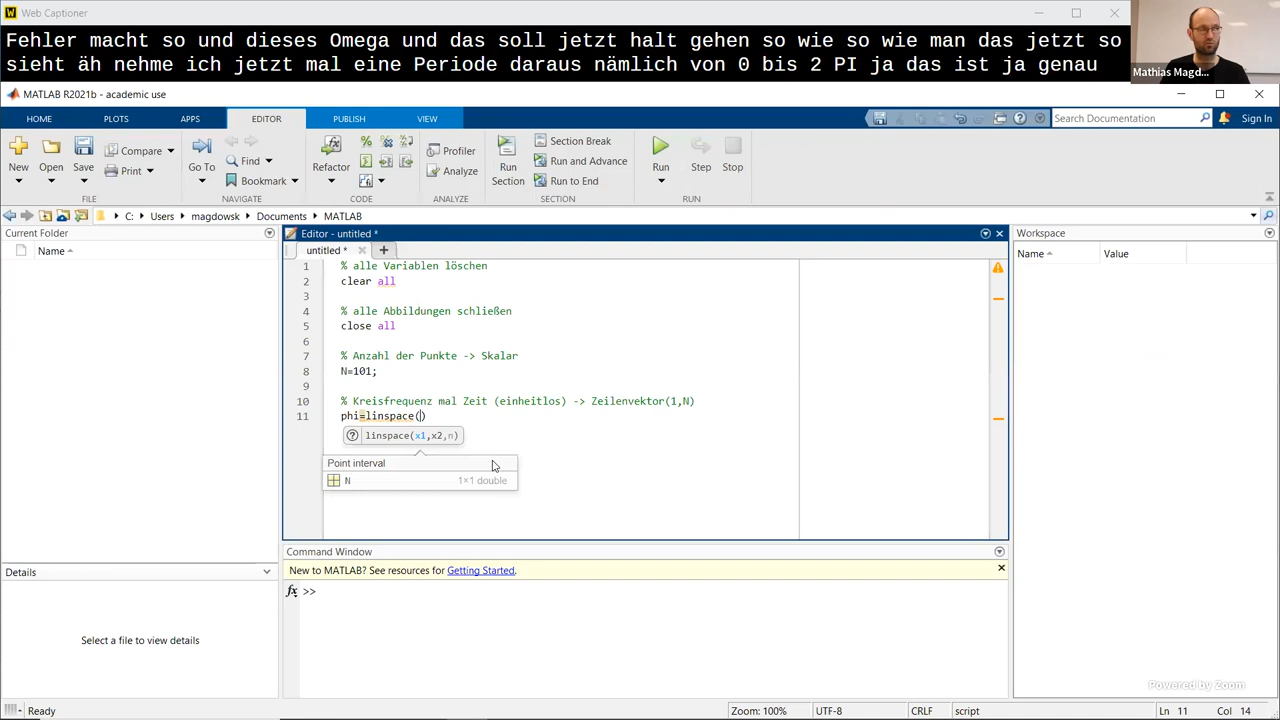 Web Captioner
Fehler macht so und dieses Omega und das soll jetzt halt gehen so wie so wie man das jetzt so
sieht äh nehme ich jetzt mal eine Periode daraus nämlich von 0 bis 2 PI ja das ist ja genau
Mathias Magd...
MATLAB R2021b - academic use
HOME PLOTS APPS EDITOR PUBLISH VIEW
Search Documentation
Sign In
New Open Save Compare Print
Go To Find Bookmark
Refactor
Profiler Analyze
Run Section
Section Break
Run and Advance
Run to End
Run Step Stop
FILE NAVIGATE CODE ANALYZE SECTION RUN
C: Users magdowsk Documents MATLAB
Current Folder
Name
Editor - untitled *
untitled * +
1 % alle Variablen löschen
2 clear all
3
4 % alle Abbildungen schließen
5 close all
6
7 % Anzahl der Punkte -> Skalar
8 N=101;
9
10 % Kreisfrequenz mal Zeit (einheitlos) -> Zeilenvektor(1,N)
11 phi=linspace()
linspace(x1,x2,n)
Point interval
N 1×1 double
Workspace
Name Value
Command Window
New to MATLAB? See resources for Getting Started.
fx >>
Details
Select a file to view details
Powered by Zoom
Ready
Zoom: 100% UTF-8 CRLF script Ln 11 Col 14